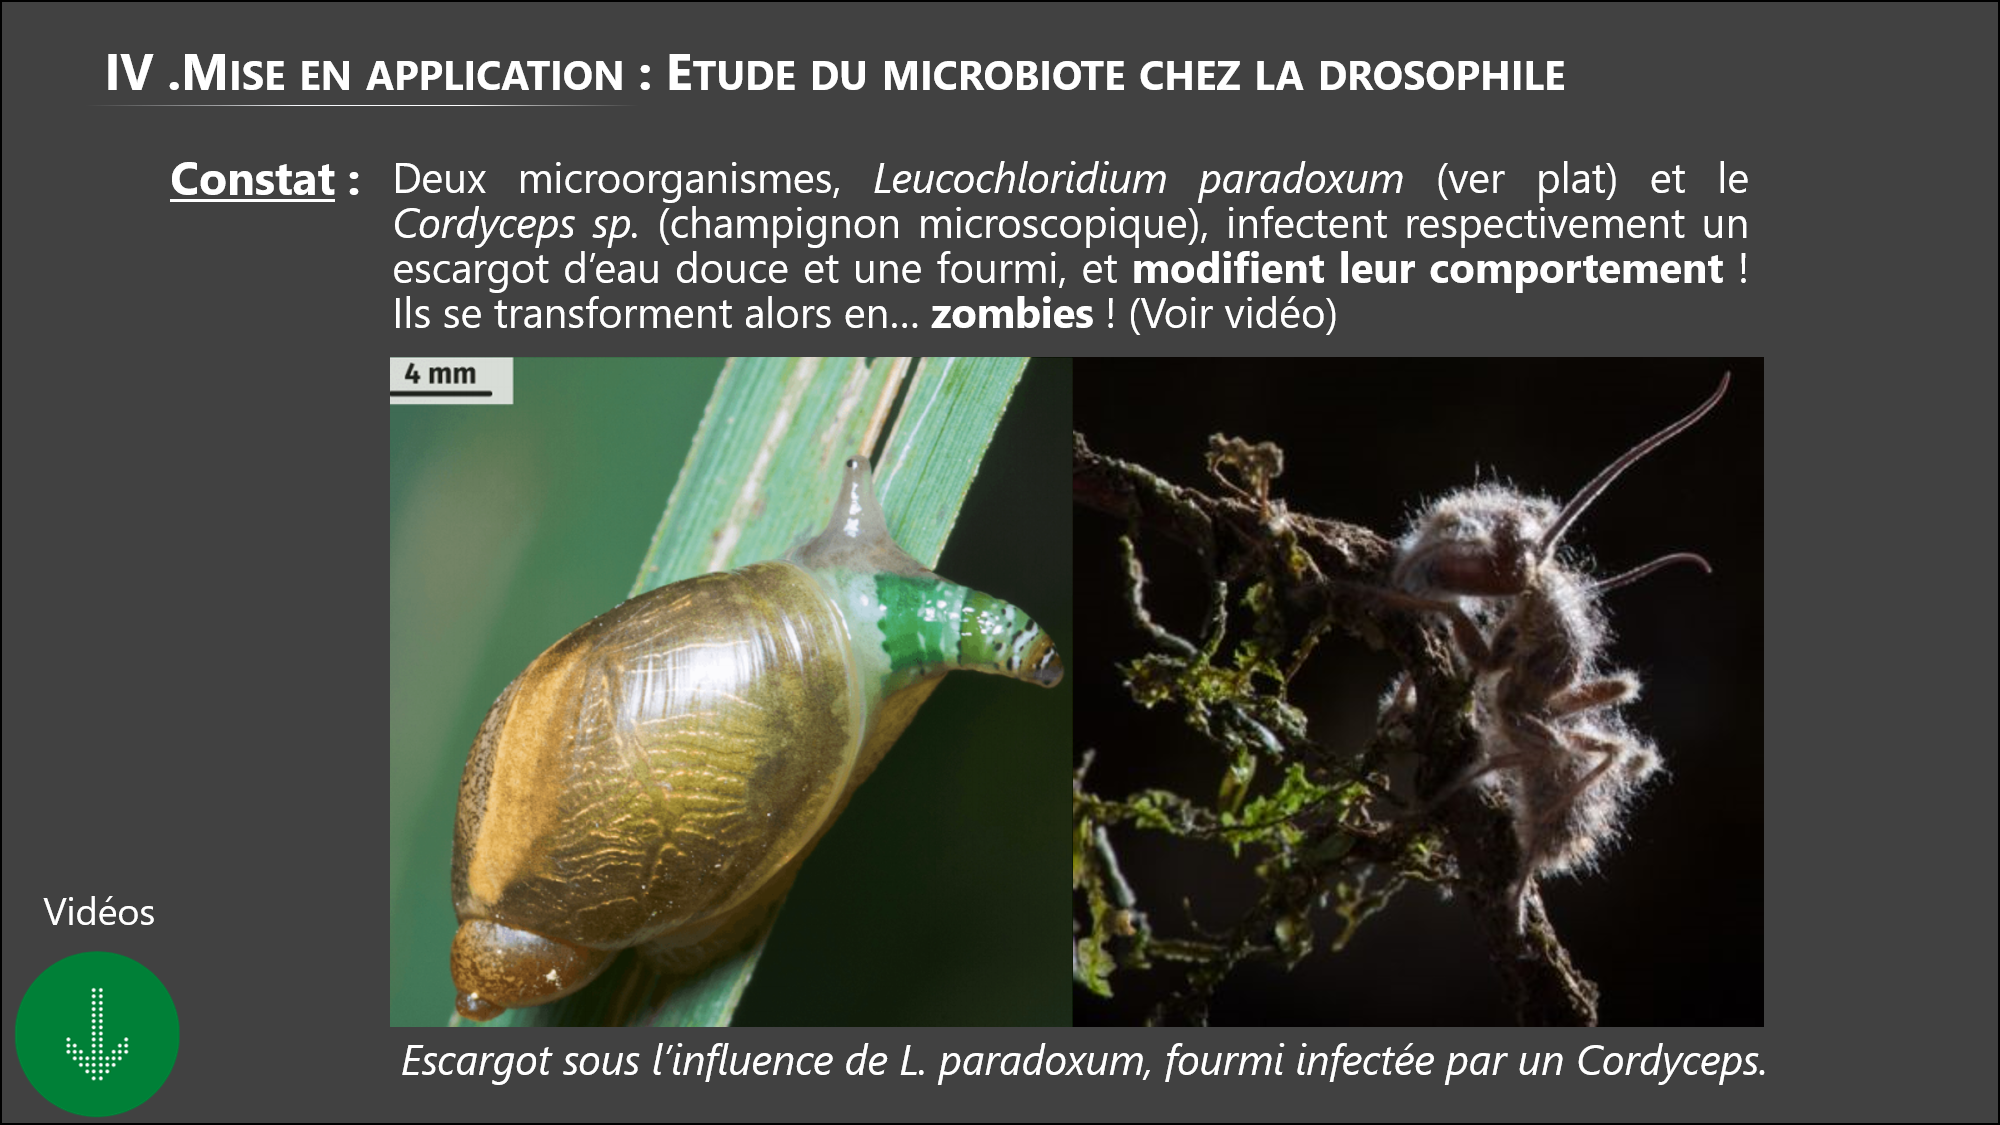 IV .Mise en application : Etude du microbiote chez la drosophile
Constat : Deux microorganismes, Leucochloridium paradoxum (ver plat) et le
Cordyceps sp. (champignon microscopique), infectent respectivement un
escargot d’eau douce et une fourmi, et modifient leur comportement !
Ils se transforment alors en… zombies ! (Voir vidéo)
4 mm
Vidéos
Escargot sous l’influence de L. paradoxum, fourmi infectée par un Cordyceps.